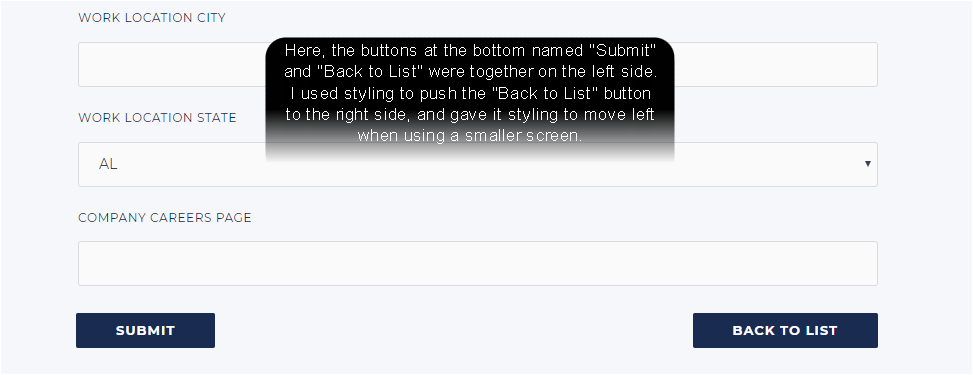 WORK LOCATION CITY
Here, the buttons at the bottom named "Submit"
and "Back to List" were together on the left side.
I used styling to push the "Back to List" button
to the right side, and gave it styling to move left
when using a smaller screen.
WORK LOCATION STATE
AL
COMPANY CAREERS PAGE
SUBMIT
BACK TO LIST